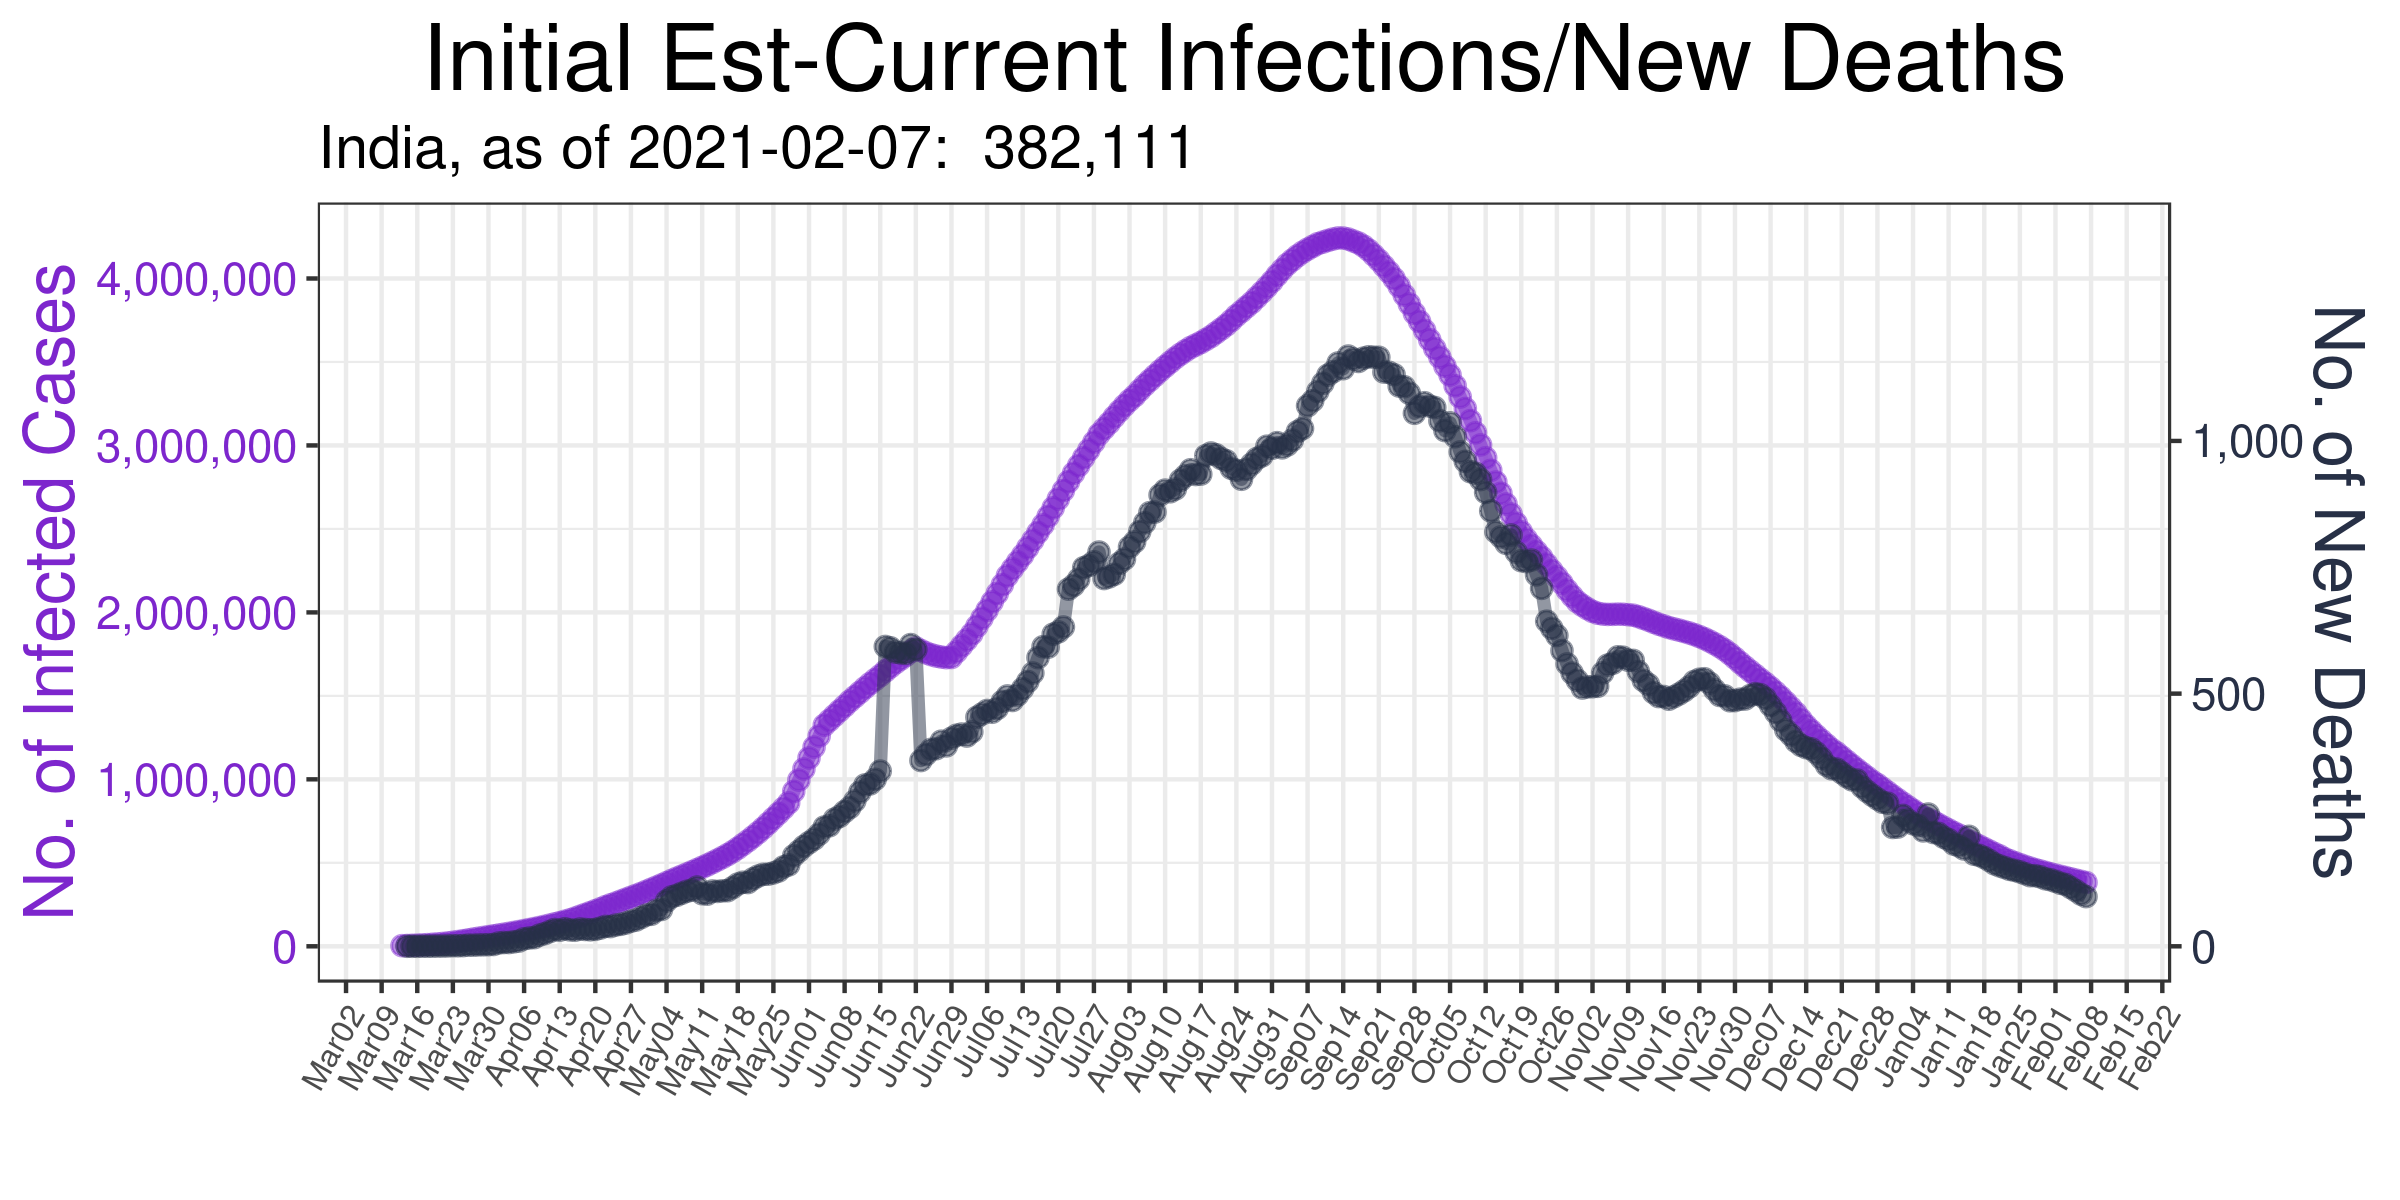 Initial Est-Current Infections/New Deaths
India, as of 2021-02-07:  382,111
No. of Infected Cases
4,000,000
3,000,000
2,000,000
1,000,000
0
No. of New Deaths
1,000
500
0
Mar02
Mar09
Mar16
Mar23
Mar30
Apr06
Apr13
Apr20
Apr27
May04
May11
May18
May25
Jun01
Jun08
Jun15
Jun22
Jun29
Jul06
Jul13
Jul20
Jul27
Aug03
Aug10
Aug17
Aug24
Aug31
Sep07
Sep14
Sep21
Sep28
Oct05
Oct12
Oct19
Oct26
Nov02
Nov09
Nov16
Nov23
Nov30
Dec07
Dec14
Dec21
Dec28
Jan04
Jan11
Jan18
Jan25
Feb01
Feb08
Feb15
Feb22